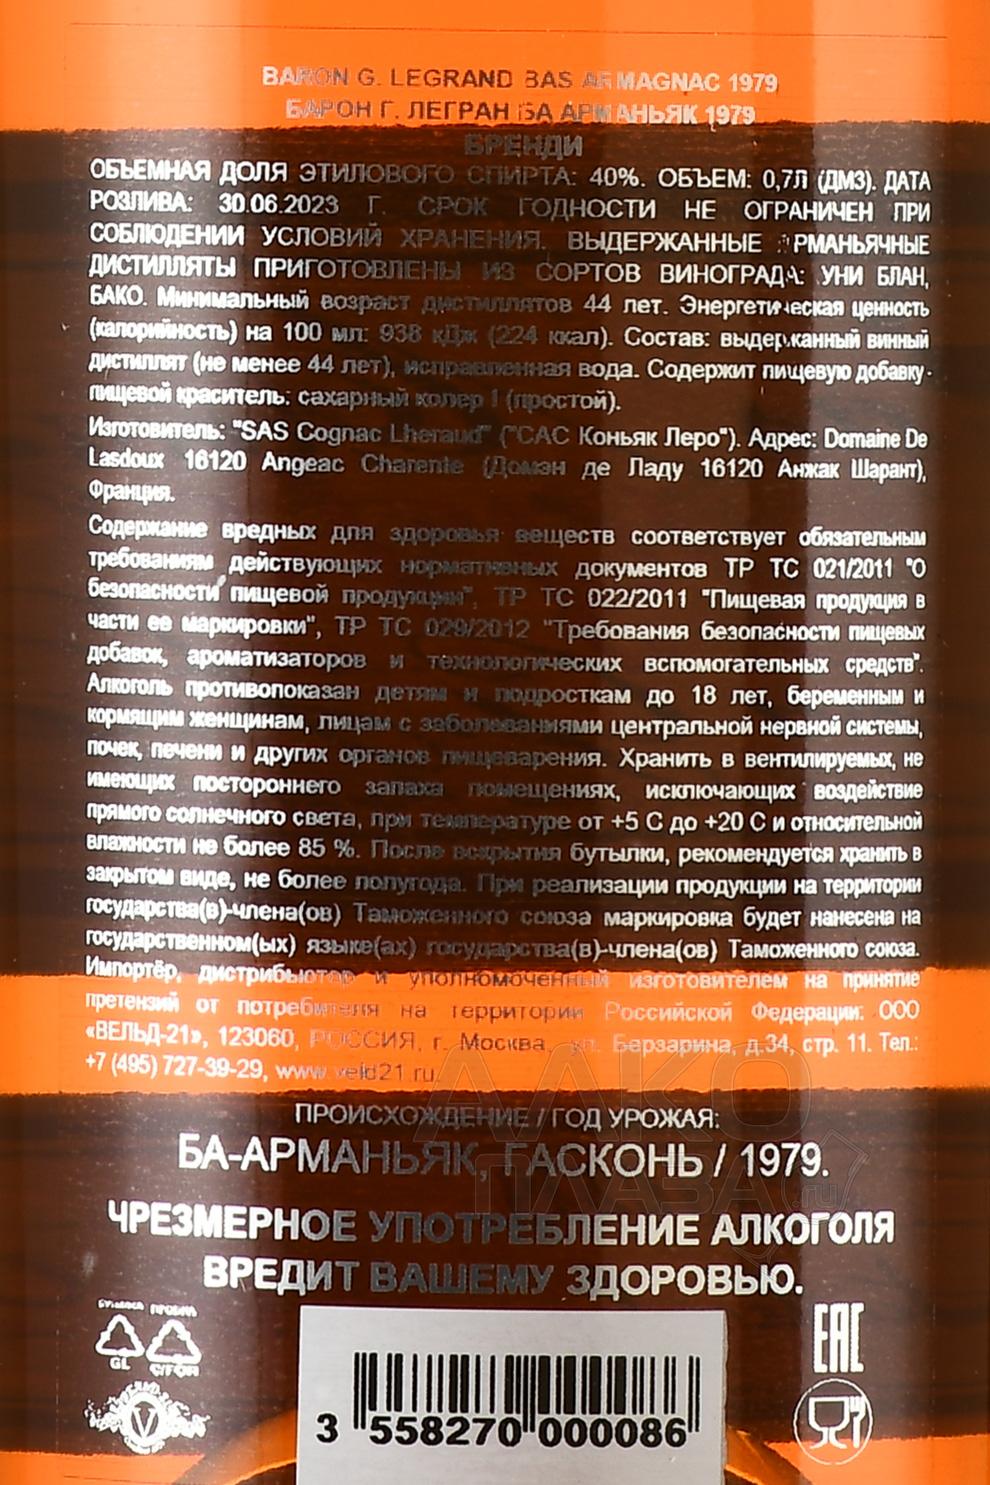 BARON G. LEGRAND BAS ARMAGNAC 1979
БАРОН Г. ЛЕГРАН БА АРМАНЬЯК 1979
БРЕНДИ
ОБЪЕМНАЯ ДОЛЯ ЭТИЛОВОГО СПИРТА: 40%. ОБЪЕМ: 0,7Л (ДМ3). ДАТА
РОЗЛИВА: 30.06.2023 Г. СРОК ГОДНОСТИ НЕ ОГРАНИЧЕН ПРИ
СОБЛЮДЕНИИ УСЛОВИЙ ХРАНЕНИЯ. ВЫДЕРЖАННЫЕ АРМАНЬЯЧНЫЕ
ДИСТИЛЛЯТЫ ПРИГОТОВЛЕНЫ ИЗ СОРТОВ ВИНОГРАДА: УНИ БЛАН,
БАКО. Минимальный возраст дистиллятов 44 лет. Энергетическая ценность
(калорийность) на 100 мл: 938 кДж (224 ккал). Состав: выдержанный винный
дистиллят (не менее 44 лет), исправленная вода. Содержит пищевую добавку-
пищевой краситель: сахарный колер I (простой).
Изготовитель: "SAS Cognac Lheraud" ("САС Коньяк Леро"). Адрес: Domaine De
Lasdoux 16120 Angeac Charente (Домэн де Ладу 16120 Анжак Шарант),
Франция.
Содержание вредных для здоровья веществ соответствует обязательным
требованиям действующих нормативных документов ТР ТС 021/2011 "О
безопасности пищевой продукции", ТР ТС 022/2011 "Пищевая продукция в
части ее маркировки", ТР ТС 029/2012 "Требования безопасности пищевых
добавок, ароматизаторов и технологических вспомогательных средств".
Алкоголь противопоказан детям и подросткам до 18 лет, беременным и
кормящим женщинам, лицам с заболеваниями центральной нервной системы,
почек, печени и других органов пищеварения. Хранить в вентилируемых, не
имеющих постороннего запаха помещениях, исключающих воздействие
прямого солнечного света, при температуре от +5 С до +20 С и относительной
влажности не более 85 %. После вскрытия бутылки, рекомендуется хранить в
закрытом виде, не более полугода. При реализации продукции на территории
государства(в)-члена(ов) Таможенного союза маркировка будет нанесена на
государственном(ых) языке(ах) государства(в)-члена(ов) Таможенного союза.
Импортёр, дистрибьютор и уполномоченный изготовителем на принятие
претензий от потребителя на территории Российской Федерации: ООО
«ВЕЛЬД-21», 123060, РОССИЯ, г. Москва, ул. Берзарина, д.34, стр. 11. Тел.:
+7 (495) 727-39-29, www.veld21.ru.
ПРОИСХОЖДЕНИЕ / ГОД УРОЖАЯ:
БА-АРМАНЬЯК, ГАСКОНЬ / 1979.
ЧРЕЗМЕРНОЕ УПОТРЕБЛЕНИЕ АЛКОГОЛЯ
ВРЕДИТ ВАШЕМУ ЗДОРОВЬЮ.
БУТЫЛКА ПРОБКА
GL C/FOR
V
EAC
3 558270 000086
АЛКО
ПЛАЗА.ru